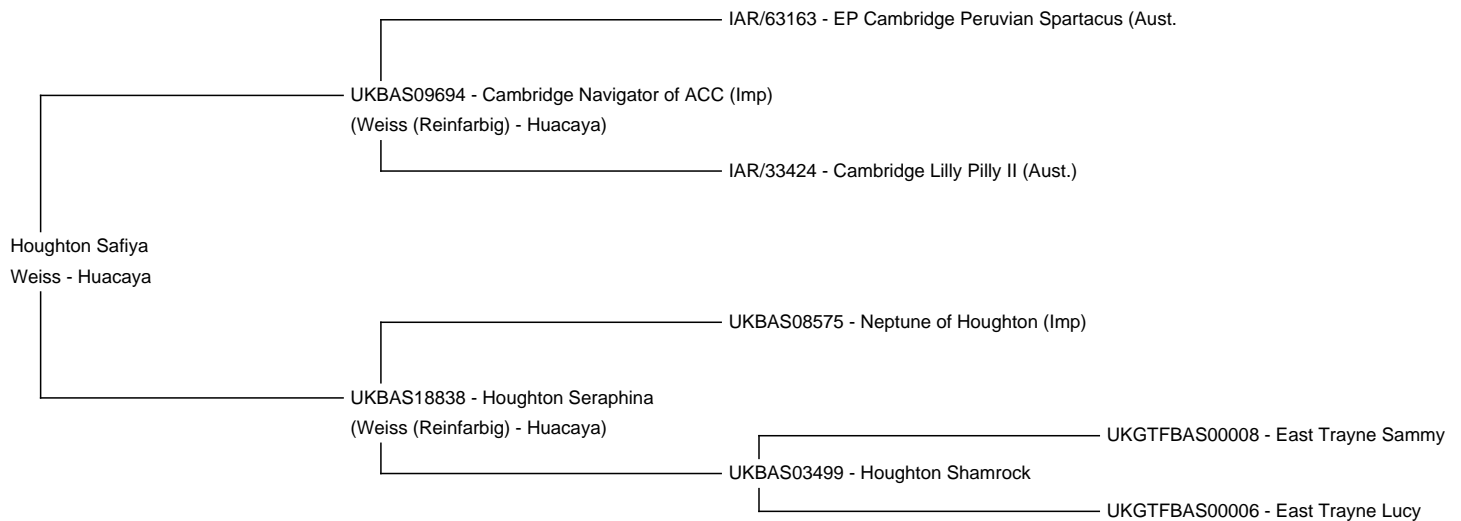 IAR/63163 - EP Cambridge Peruvian Spartacus (Aust.
UKBAS09694 - Cambridge Navigator of ACC (Imp)
(Weiss (Reinfarbig) - Huacaya)
IAR/33424 - Cambridge Lilly Pilly II (Aust.)
Houghton Safiya
Weiss - Huacaya
UKBAS08575 - Neptune of Houghton (Imp)
UKBAS18838 - Houghton Seraphina
(Weiss (Reinfarbig) - Huacaya)
UKGTFBAS00008 - East Trayne Sammy
UKBAS03499 - Houghton Shamrock
UKGTFBAS00006 - East Trayne Lucy